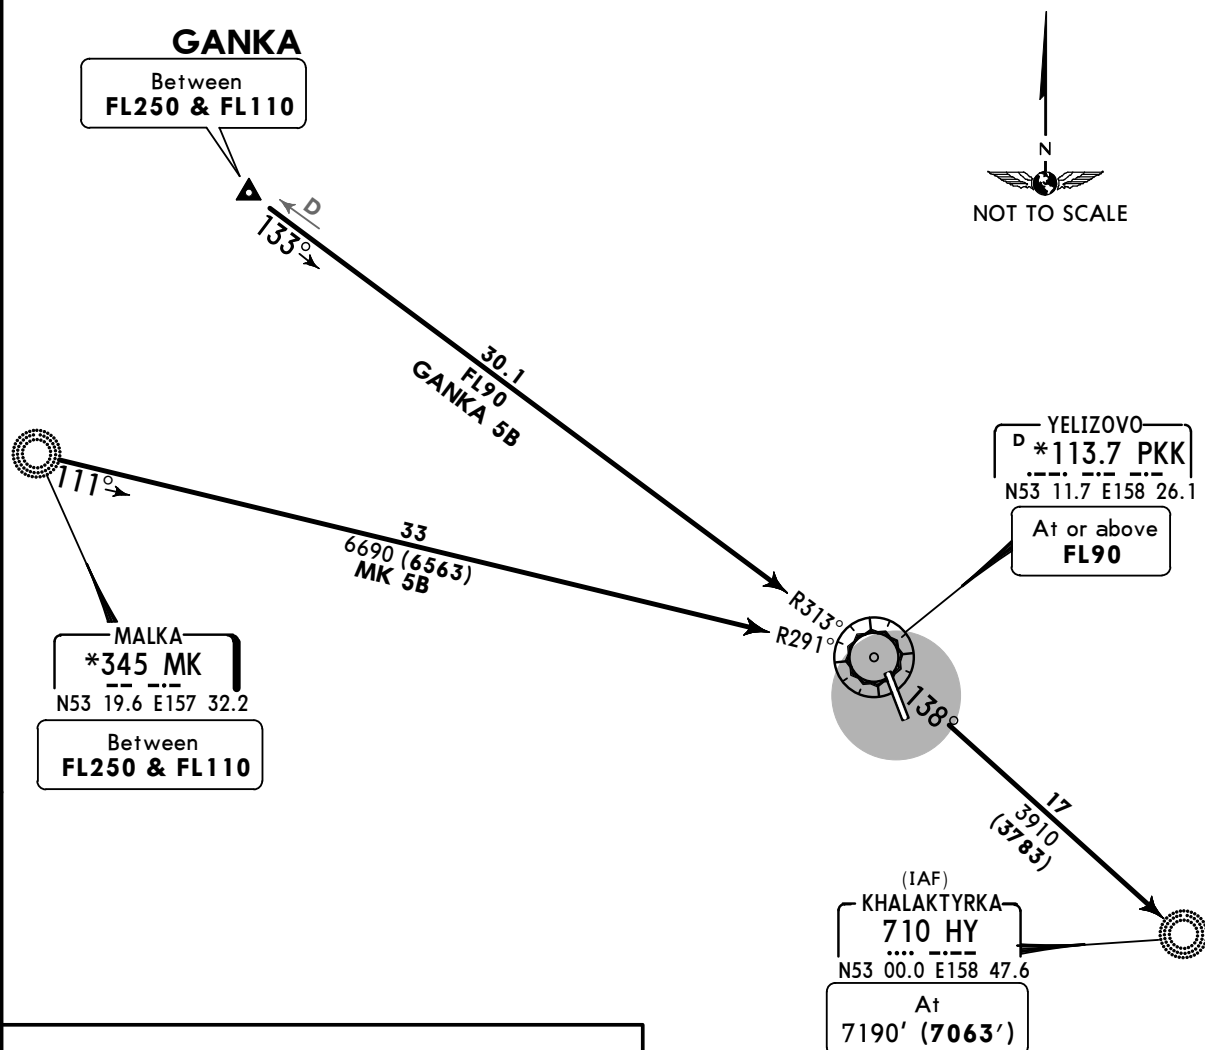 GANKA
Between
FL250 & FL110
D
133°
N
NOT TO SCALE
30.1
FL90
GANKA 5B
111°
33
6690 (6563)
MK 5B
YELIZOVO
D *113.7 PKK
N53 11.7 E158 26.1
At or above
FL90
R313°
R291°
MALKA
*345 MK
N53 19.6 E157 32.2
Between
FL250 & FL110
138°
17
3910
(3783)
(IAF)
KHALAKTYRKA
710 HY
N53 00.0 E158 47.6
At
7190' (7063')